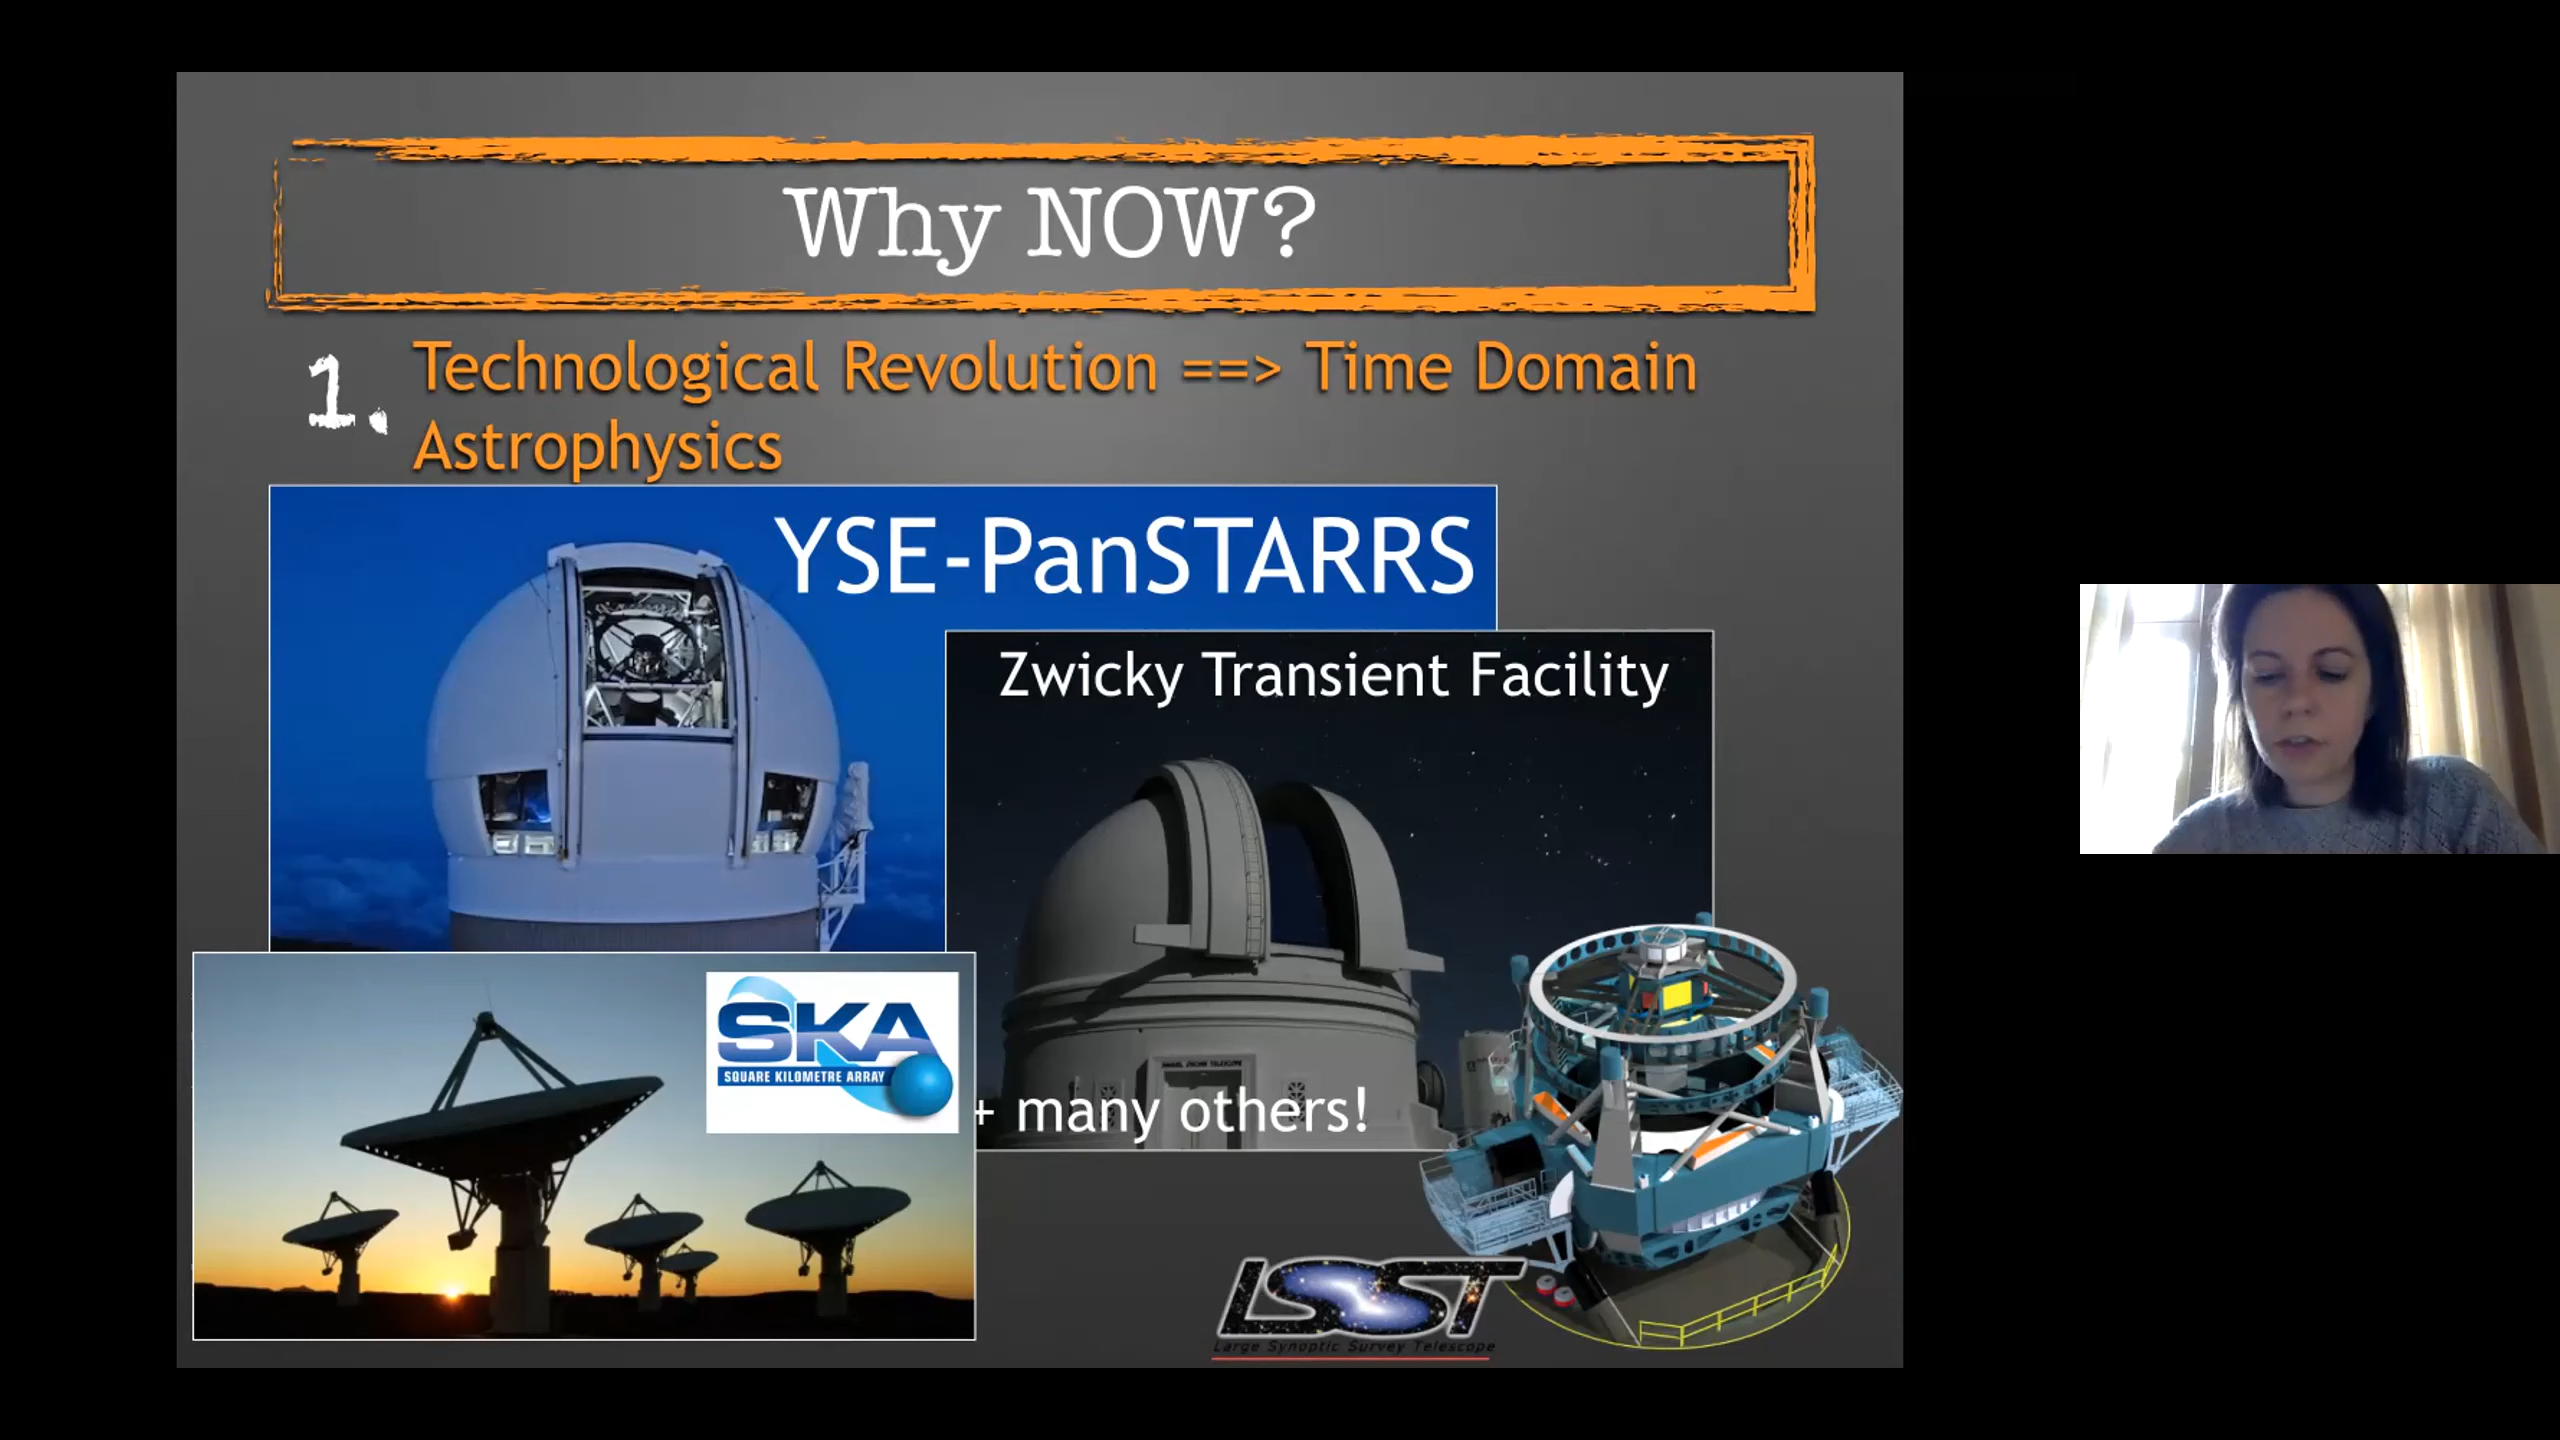 Why NOW?
1.
Technological Revolution ==> Time Domain
Astrophysics
YSE-PanSTARRS
Zwicky Transient Facility
SKA
SQUARE KILOMETRE ARRAY
+ many others!
LSST
Large Synoptic Survey Telescope